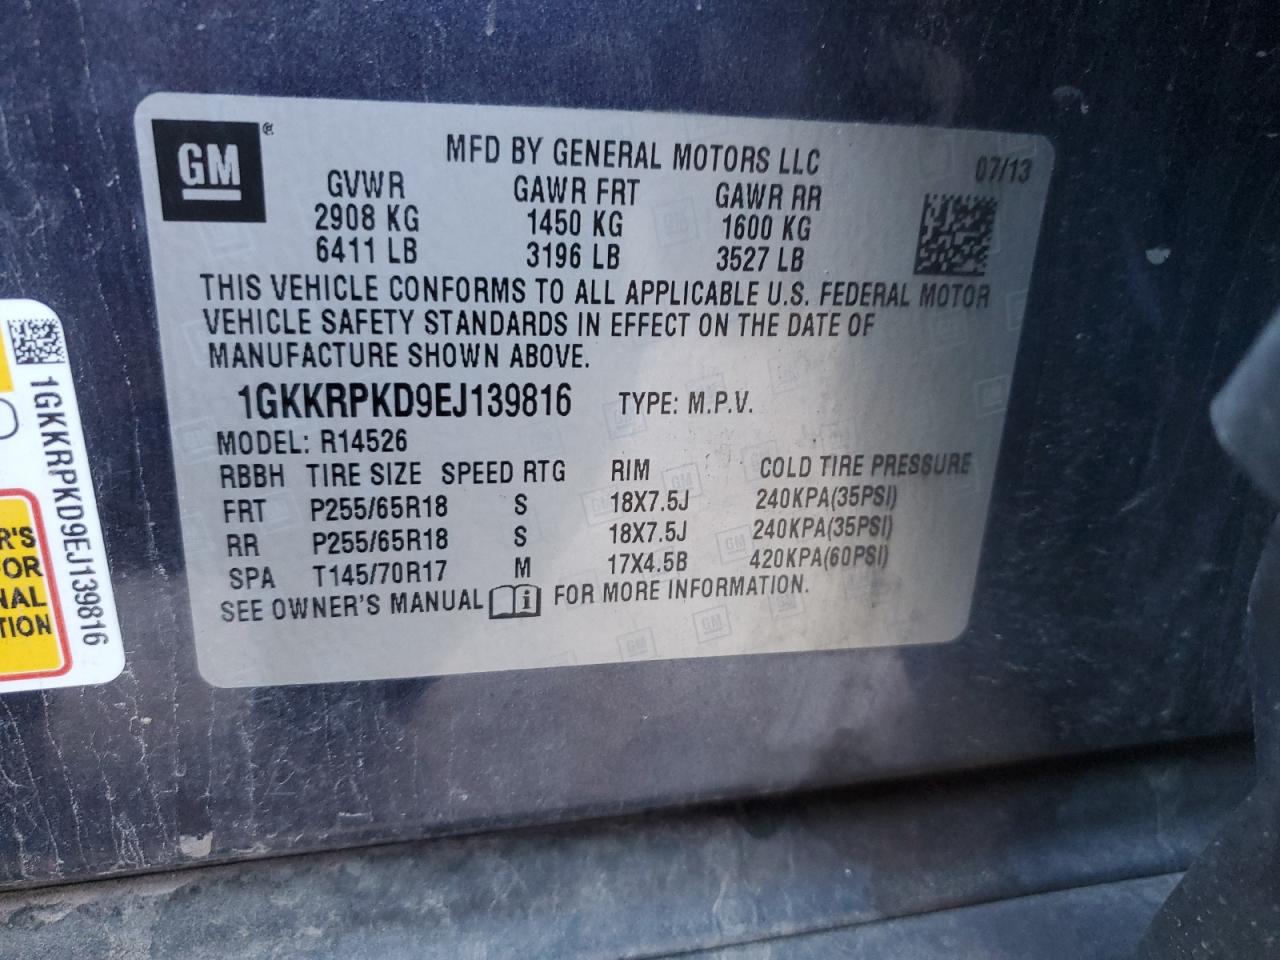 GM
MFD BY GENERAL MOTORS LLC 07/13
GVWR GAWR FRT GAWR RR
2908 KG 1450 KG 1600 KG
6411 LB 3196 LB 3527 LB
THIS VEHICLE CONFORMS TO ALL APPLICABLE U.S. FEDERAL MOTOR
VEHICLE SAFETY STANDARDS IN EFFECT ON THE DATE OF
MANUFACTURE SHOWN ABOVE.
1GKKRPKD9EJ139816 TYPE: M.P.V.
MODEL: R14526
RBBH TIRE SIZE SPEED RTG RIM COLD TIRE PRESSURE
FRT P255/65R18 S 18X7.5J 240KPA(35PSI)
RR P255/65R18 S 18X7.5J 240KPA(35PSI)
SPA T145/70R17 M 17X4.5B 420KPA(60PSI)
SEE OWNER'S MANUAL FOR MORE INFORMATION.
1GKKRPKD9EJ139816
R'S
FOR
NAL
TION